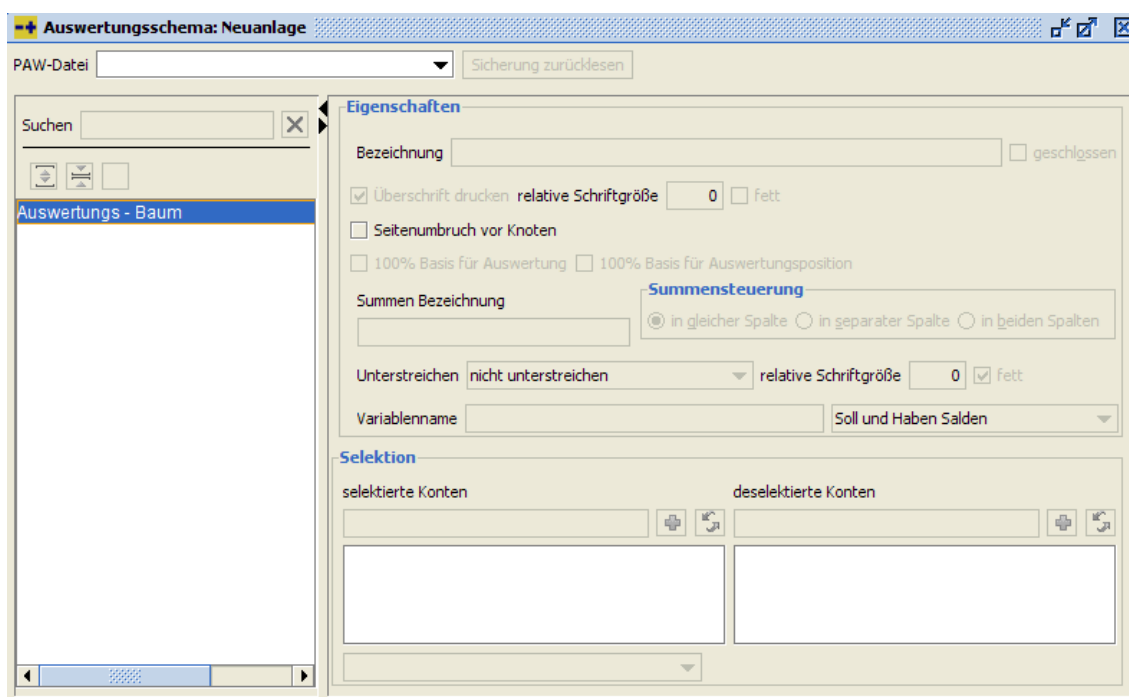 Auswertungsschema: Neuanlage
PAW-Datei Sicherung zurücklesen
Suchen
Auswertungs - Baum
Eigenschaften
Bezeichnung geschlossen
Überschrift drucken relative Schriftgröße 0 fett
Seitenumbruch vor Knoten
100% Basis für Auswertung 100% Basis für Auswertungsposition
Summen Bezeichnung
Summensteuerung
in gleicher Spalte in separater Spalte in beiden Spalten
Unterstreichen nicht unterstreichen relative Schriftgröße 0 fett
Variablenname Soll und Haben Salden
Selektion
selektierte Konten deselektierte Konten